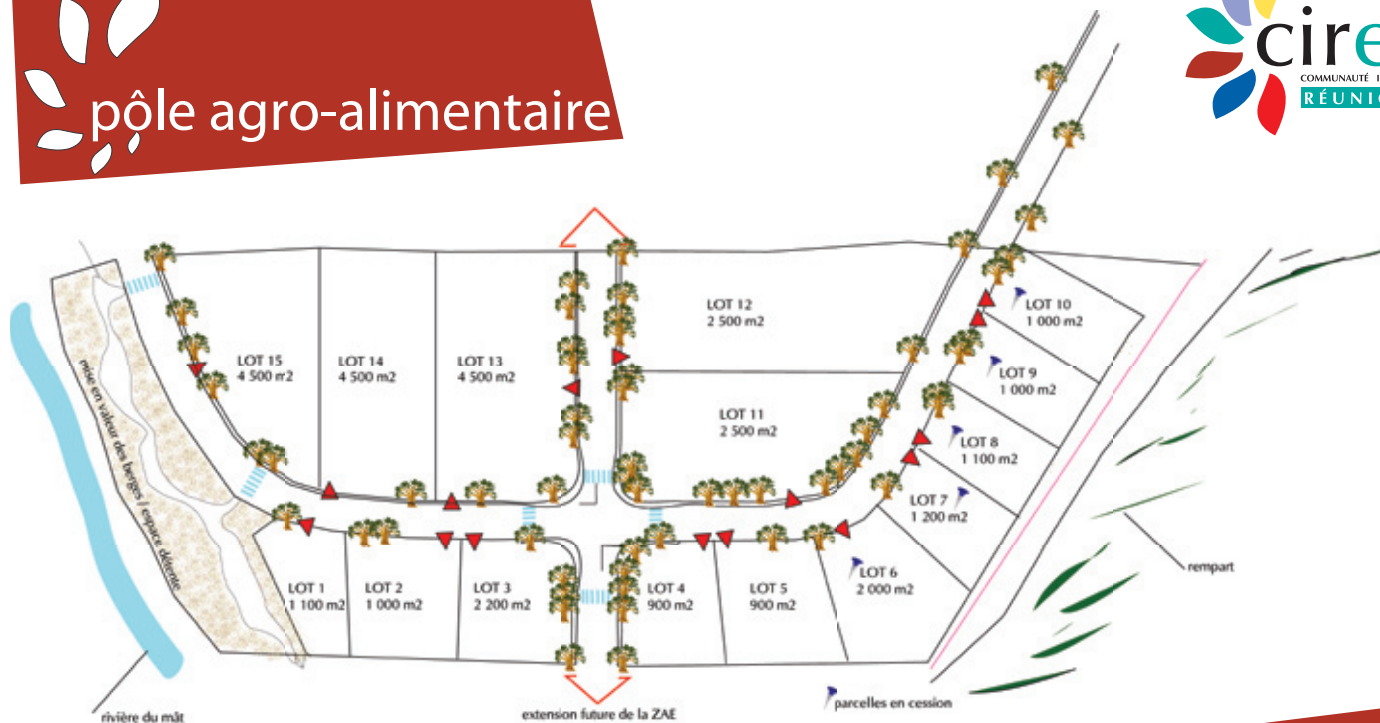 pôle agro-alimentaire
cire
COMMUNAUTÉ I
RÉUNI
LOT 15
4 500 m2
LOT 14
4 500 m2
LOT 13
4 500 m2
LOT 12
2 500 m2
LOT 11
2 500 m2
LOT 10
1 000 m2
LOT 9
1 000 m2
LOT 8
1 100 m2
LOT 7
1 200 m2
LOT 6
2 000 m2
LOT 1
1 100 m2
LOT 2
1 000 m2
LOT 3
2 200 m2
LOT 4
900 m2
LOT 5
900 m2
mise en valeur des berges / espace détente
rempart
rivière du mât
extension future de la ZAE
parcelles en cession